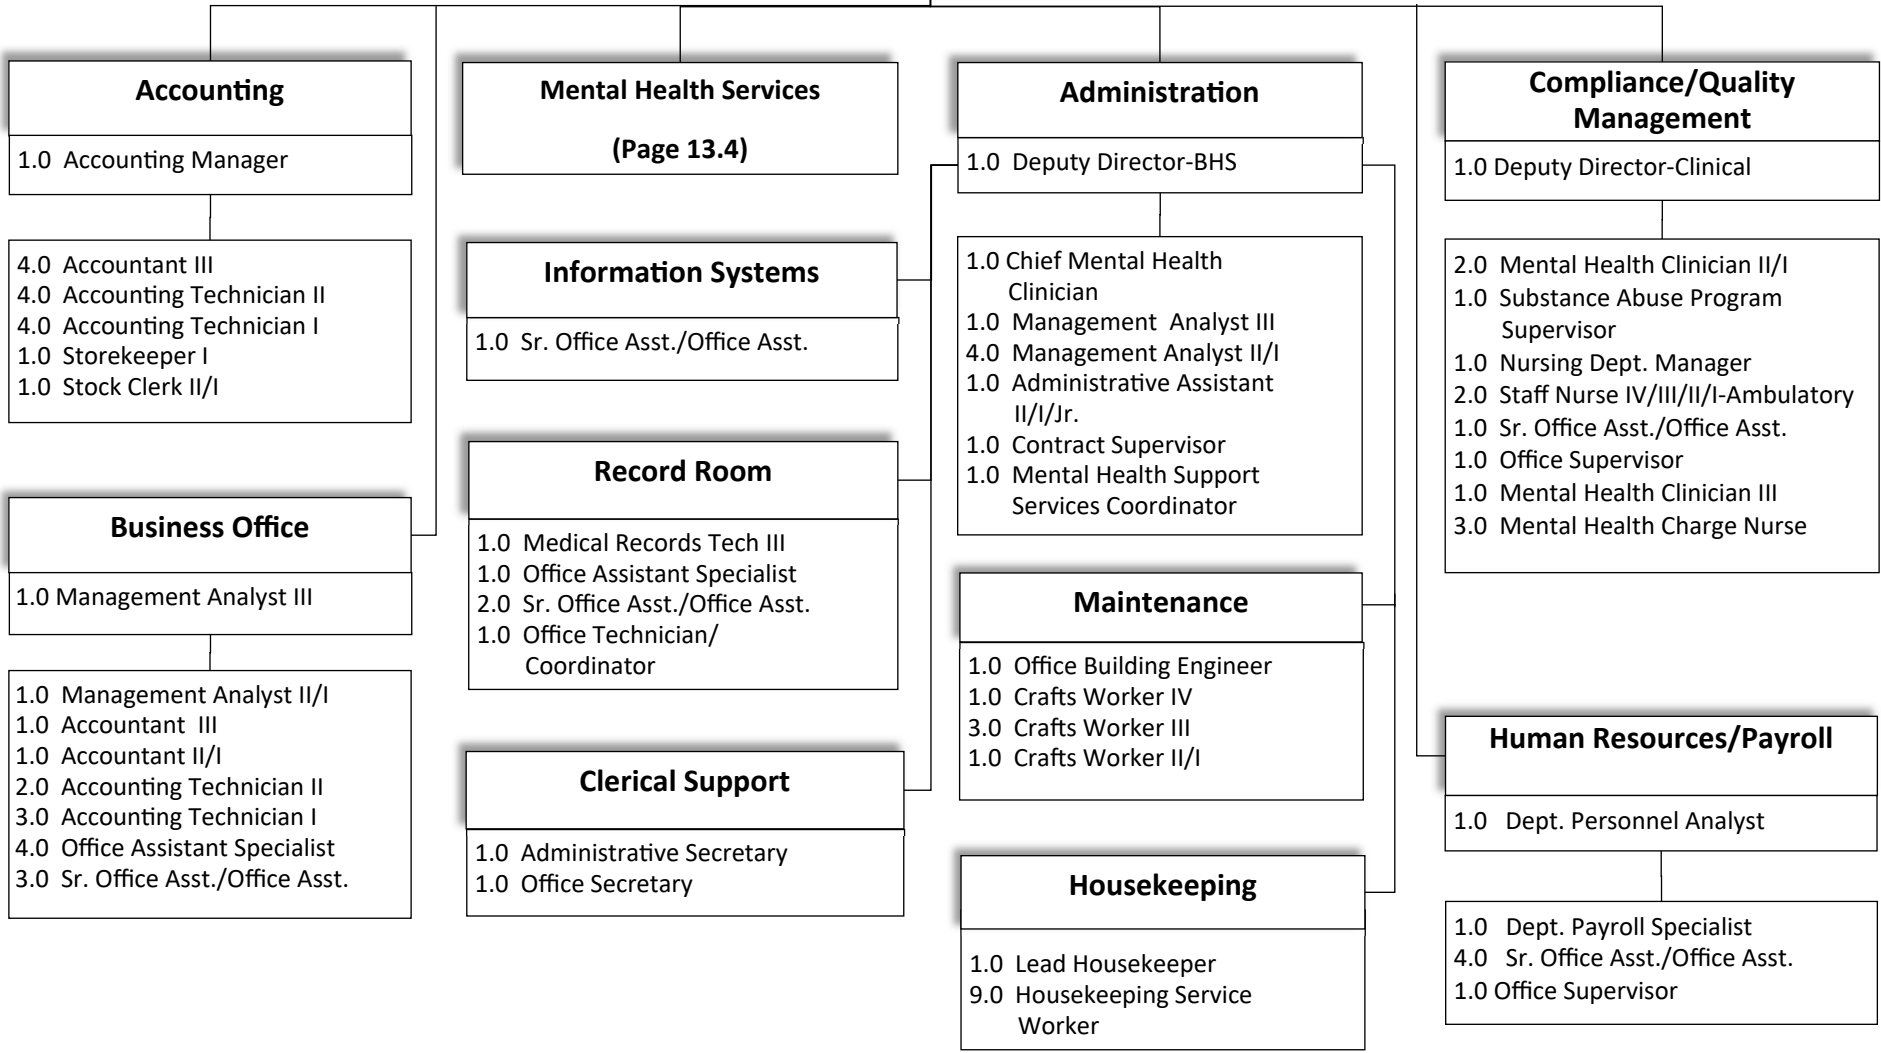 Accounting
1.0 Accounting Manager
4.0 Accountant III
4.0 Accounting Technician II
4.0 Accounting Technician I
1.0 Storekeeper I
1.0 Stock Clerk II/I
Business Office
1.0 Management Analyst III
1.0 Management Analyst II/I
1.0 Accountant III
1.0 Accountant II/I
2.0 Accounting Technician II
3.0 Accounting Technician I
4.0 Office Assistant Specialist
3.0 Sr. Office Asst./Office Asst.
Mental Health Services
(Page 13.4)
Information Systems
1.0 Sr. Office Asst./Office Asst.
Record Room
1.0 Medical Records Tech III
1.0 Office Assistant Specialist
2.0 Sr. Office Asst./Office Asst.
1.0 Office Technician/
Coordinator
Clerical Support
1.0 Administrative Secretary
1.0 Office Secretary
Administration
1.0 Deputy Director-BHS
1.0 Chief Mental Health
Clinician
1.0 Management Analyst III
4.0 Management Analyst II/I
1.0 Administrative Assistant
II/I/Jr.
1.0 Contract Supervisor
1.0 Mental Health Support
Services Coordinator
Maintenance
1.0 Office Building Engineer
1.0 Crafts Worker IV
3.0 Crafts Worker III
1.0 Crafts Worker II/I
Housekeeping
1.0 Lead Housekeeper
9.0 Housekeeping Service
Worker
Compliance/Quality
Management
1.0 Deputy Director-Clinical
2.0 Mental Health Clinician II/I
1.0 Substance Abuse Program
Supervisor
1.0 Nursing Dept. Manager
2.0 Staff Nurse IV/III/II/I-Ambulatory
1.0 Sr. Office Asst./Office Asst.
1.0 Office Supervisor
1.0 Mental Health Clinician III
3.0 Mental Health Charge Nurse
Human Resources/Payroll
1.0 Dept. Personnel Analyst
1.0 Dept. Payroll Specialist
4.0 Sr. Office Asst./Office Asst.
1.0 Office Supervisor